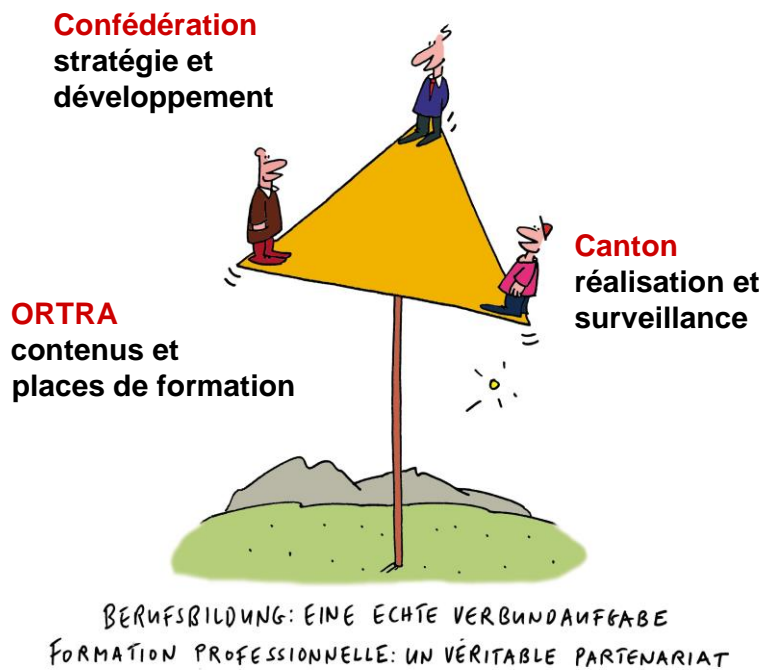 Confédération
stratégie et
développement
Canton
réalisation et
surveillance
ORTRA
contenus et
places de formation
BERUFSBILDUNG: EINE ECHTE VERBUNDAUFGABE
FORMATION PROFESSIONNELLE: UN VÉRITABLE PARTENARIAT